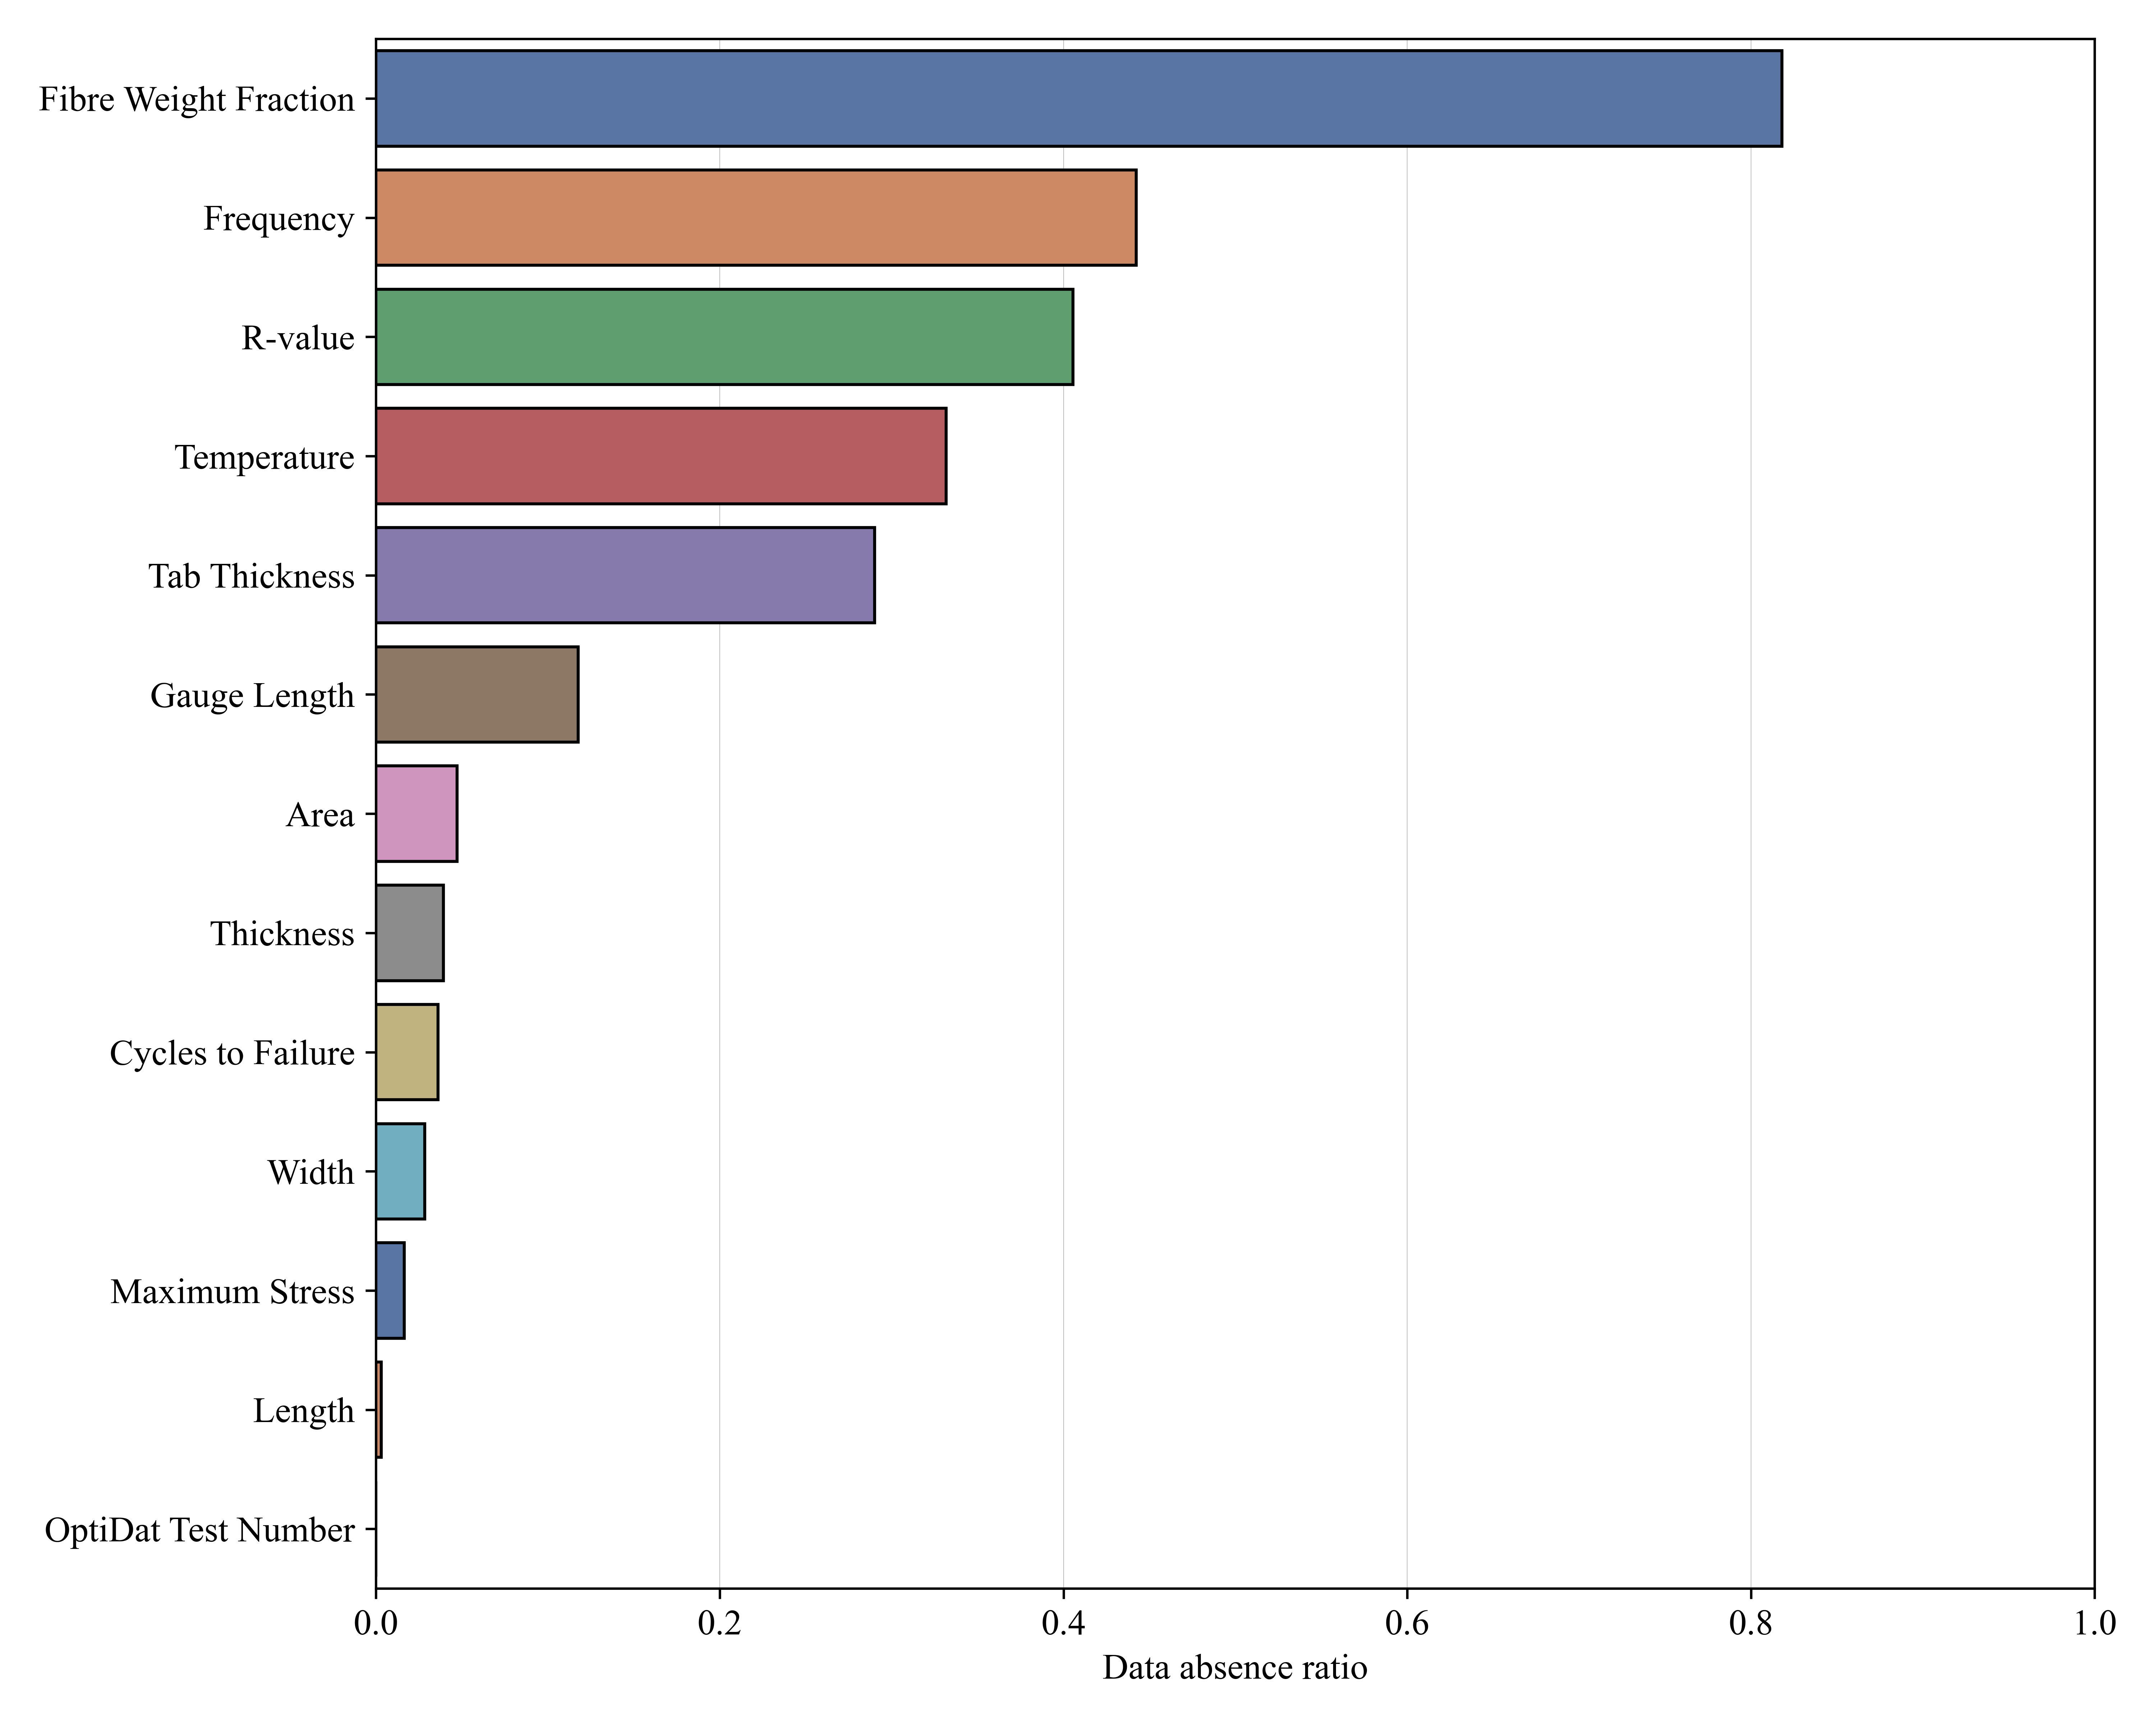 Fibre Weight Fraction
Frequency
R-value
Temperature
Tab Thickness
Gauge Length
Area
Thickness
Cycles to Failure
Width
Maximum Stress
Length
OptiDat Test Number
0.0 0.2 0.4 0.6 0.8 1.0
Data absence ratio